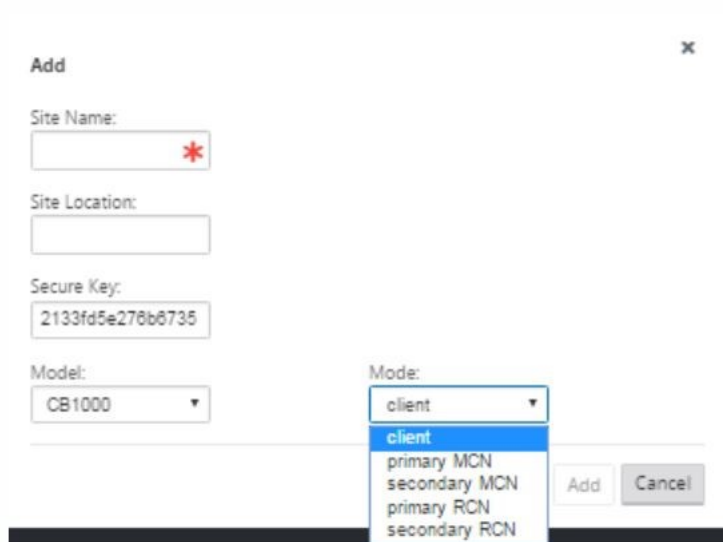 Add
×
Site Name:
*
Site Location:
Secure Key:
2133fd5e276b6735
Model:
Mode:
CB1000
client
client
primary MCN
secondary MCN
primary RCN
secondary RCN
Add
Cancel